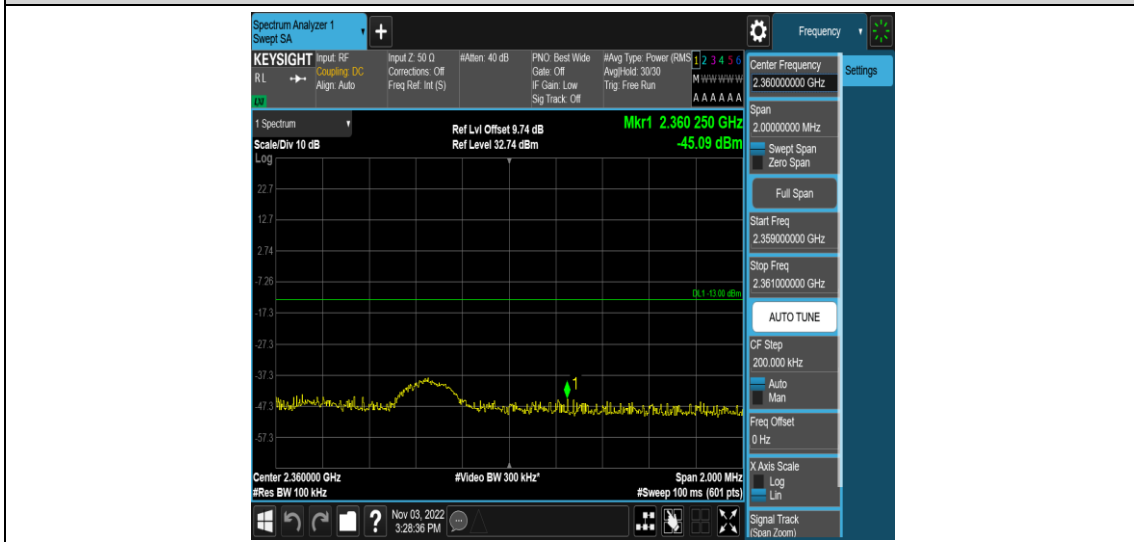 Spectrum Analyzer 1
Swept SA
+
Frequency
KEYSIGHT
RL
LNI
Input: RF
Coupling: DC
Align: Auto
Input Z: 50 Ω
Corrections: Off
Freq Ref: Int (S)
#Atten: 40 dB
PNO: Best Wide
Gate: Off
IF Gain: Low
Sig Track: Off
#Avg Type: Power (RMS
Avg|Hold: 30/30
Trig: Free Run
1 2 3 4 5 6
M W W W W W
A A A A A A
1 Spectrum
Scale/Div 10 dB
Log
Ref Lvl Offset 9.74 dB
Ref Level 32.74 dBm
Mkr1 2.360 250 GHz
-45.09 dBm
22.7
12.7
2.74
-7.26
DL1 -13.00 dBm
-17.3
-27.3
-37.3
1
-47.3
-57.3
Center 2.360000 GHz
#Res BW 100 kHz
#Video BW 300 kHz*
Span 2.000 MHz
#Sweep 100 ms (601 pts)
Nov 03, 2022
3:28:36 PM
?
Center Frequency
2.360000000 GHz
Settings
Span
2.00000000 MHz
Swept Span
Zero Span
Full Span
Start Freq
2.359000000 GHz
Stop Freq
2.361000000 GHz
AUTO TUNE
CF Step
200.000 kHz
Auto
Man
Freq Offset
0 Hz
X Axis Scale
Log
Lin
Signal Track
(Span Zoom)